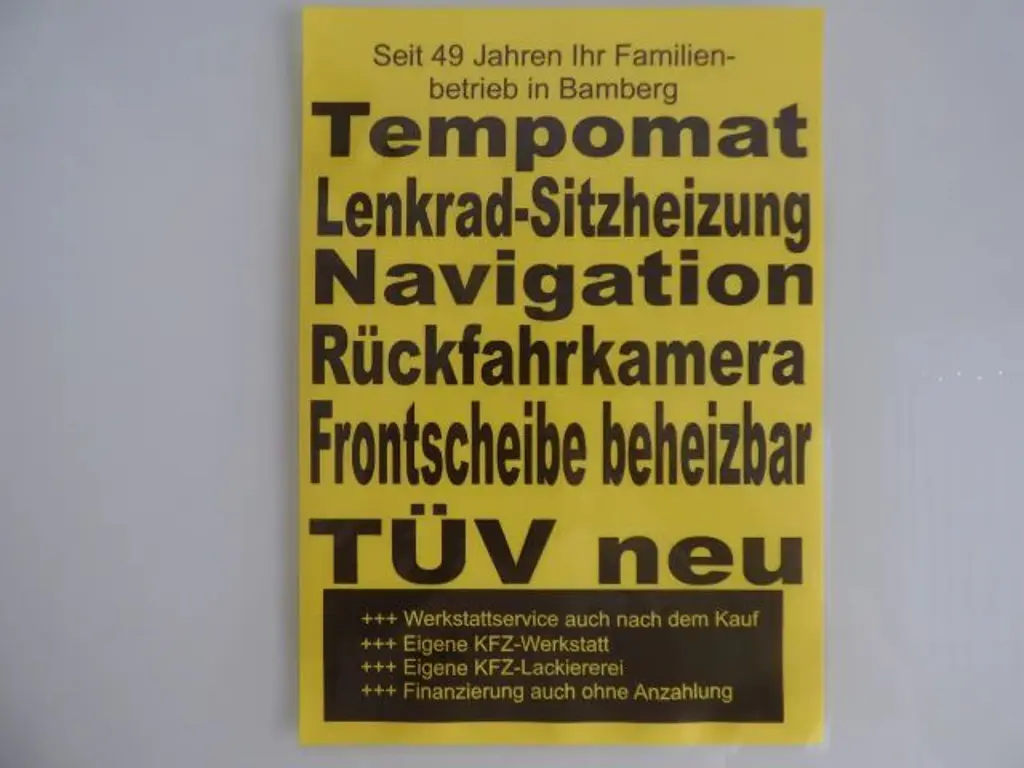 Seit 49 Jahren Ihr Familien-
betrieb in Bamberg
Tempomat
Lenkrad-Sitzheizung
Navigation
Rückfahrkamera
Frontscheibe beheizbar
TÜV neu
+++ Werkstattservice auch nach dem Kauf
+++ Eigene KFZ-Werkstatt
+++ Eigene KFZ-Lackiererei
+++ Finanzierung auch ohne Anzahlung